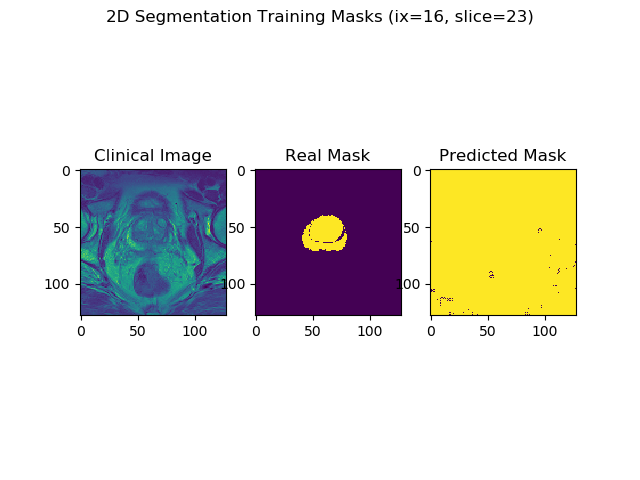 2D Segmentation Training Masks (ix=16, slice=23)
Clinical Image Real Mask Predicted Mask
0 0 0
50 50 50
100 100 100
0 50 100 0 50 100 0 50 100